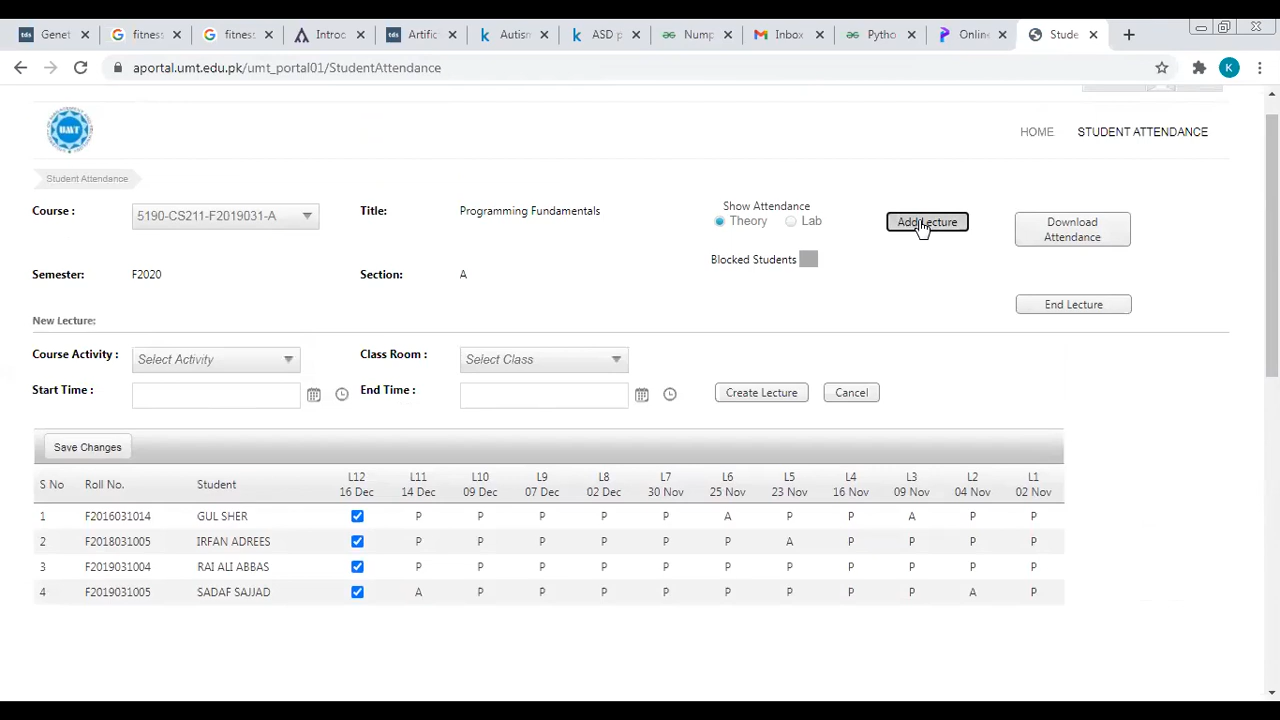 Genet
fitness
fitness
Introc
Artific
Autisr
ASD p
Nump
Inbox
Pytho
Online
Stude
aportal.umt.edu.pk/umt_portal01/StudentAttendance
K
UMT
HOME STUDENT ATTENDANCE
Student Attendance
Course : 5190-CS211-F2019031-A Title: Programming Fundamentals Show Attendance
Theory Lab Add Lecture Download
Attendance
Blocked Students
Semester: F2020 Section: A
End Lecture
New Lecture:
Course Activity : Select Activity Class Room : Select Class
Start Time : End Time : Create Lecture Cancel
Save Changes
S No Roll No. Student L12 L11 L10 L9 L8 L7 L6 L5 L4 L3 L2 L1
16 Dec 14 Dec 09 Dec 07 Dec 02 Dec 30 Nov 25 Nov 23 Nov 16 Nov 09 Nov 04 Nov 02 Nov
1 F2016031014 GUL SHER P P P P P A P P A P P
2 F2018031005 IRFAN ADREES P P P P P P A P P P P
3 F2019031004 RAI ALI ABBAS P P P P P P P P P P P
4 F2019031005 SADAF SAJJAD A P P P P P P P P A P